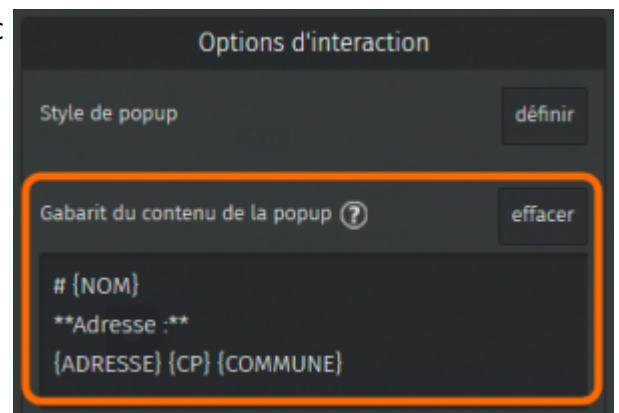 c
Options d'interaction
Style de popup
définir
Gabarit du contenu de la popup ?
effacer
# {NOM}
**Adresse :**
{ADRESSE} {CP} {COMMUNE}